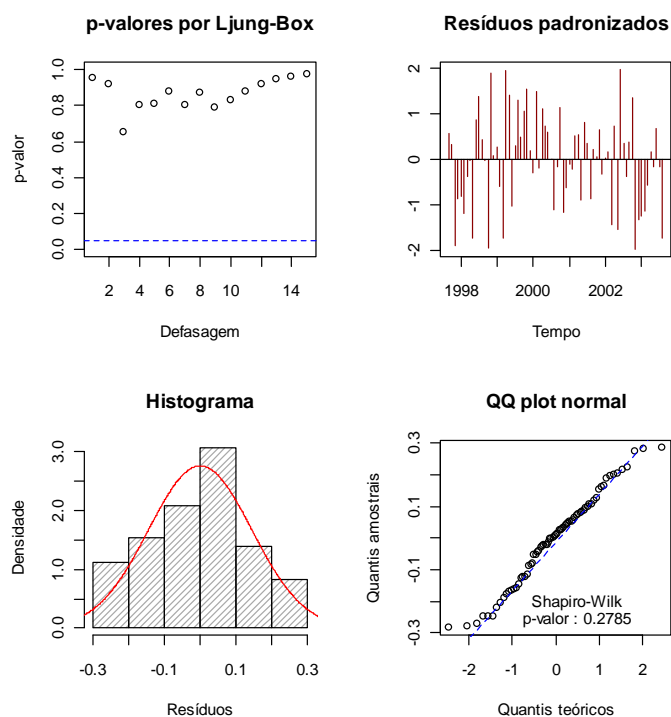 p-valores por Ljung-Box
p-valor
0.0 0.2 0.4 0.6 0.8 1.0
2 4 6 8 10 14
Defasagem
Resíduos padronizados
-2 -1 0 1 2
1998 2000 2002
Tempo
Histograma
Densidade
0.0 1.0 2.0 3.0
-0.3 -0.1 0.1 0.3
Resíduos
QQ plot normal
Quantis amostrais
-0.3 -0.1 0.1 0.3
Shapiro-Wilk
p-valor : 0.2785
-2 -1 0 1 2
Quantis teóricos